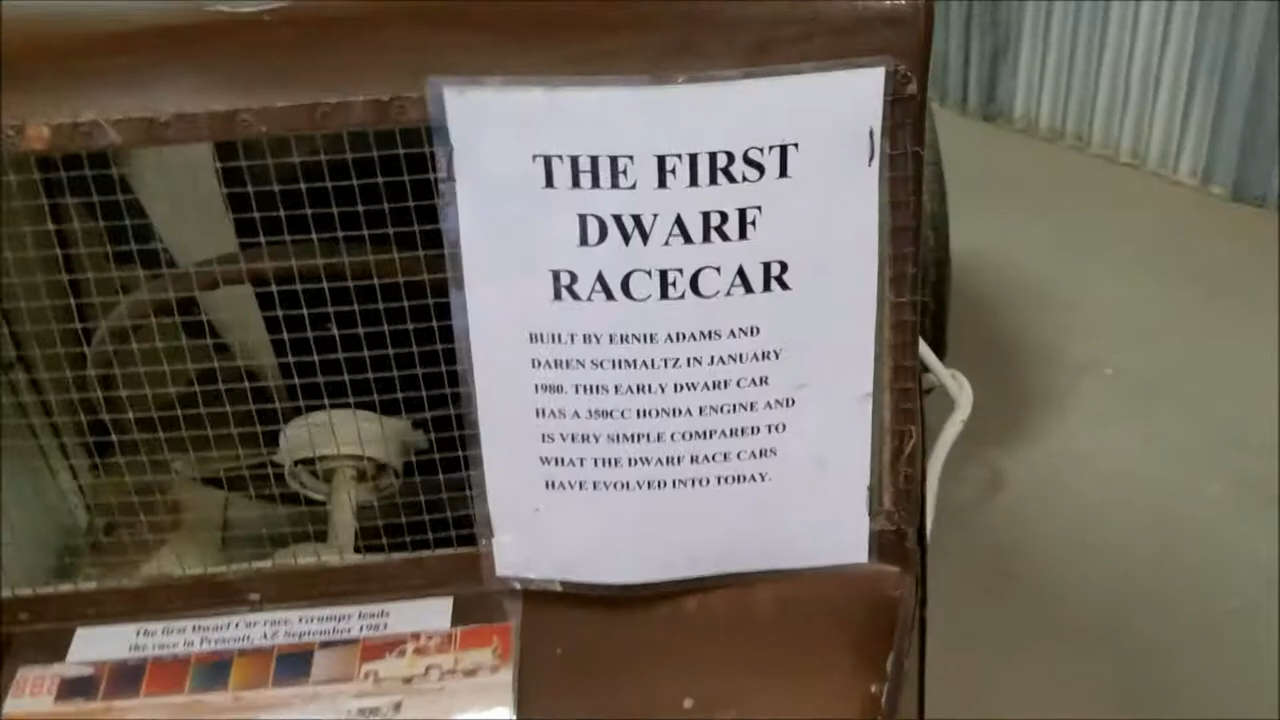 THE FIRST
DWARF
RACECAR
BUILT BY ERNIE ADAMS AND
DAREN SCHMALTZ IN JANUARY
1980. THIS EARLY DWARF CAR
HAS A 350CC HONDA ENGINE AND
IS VERY SIMPLE COMPARED TO
WHAT THE DWARF RACE CARS
HAVE EVOLVED INTO TODAY.
The first Dwarf Car race, Grumpy leads
the race in Prescott, AZ September 1983